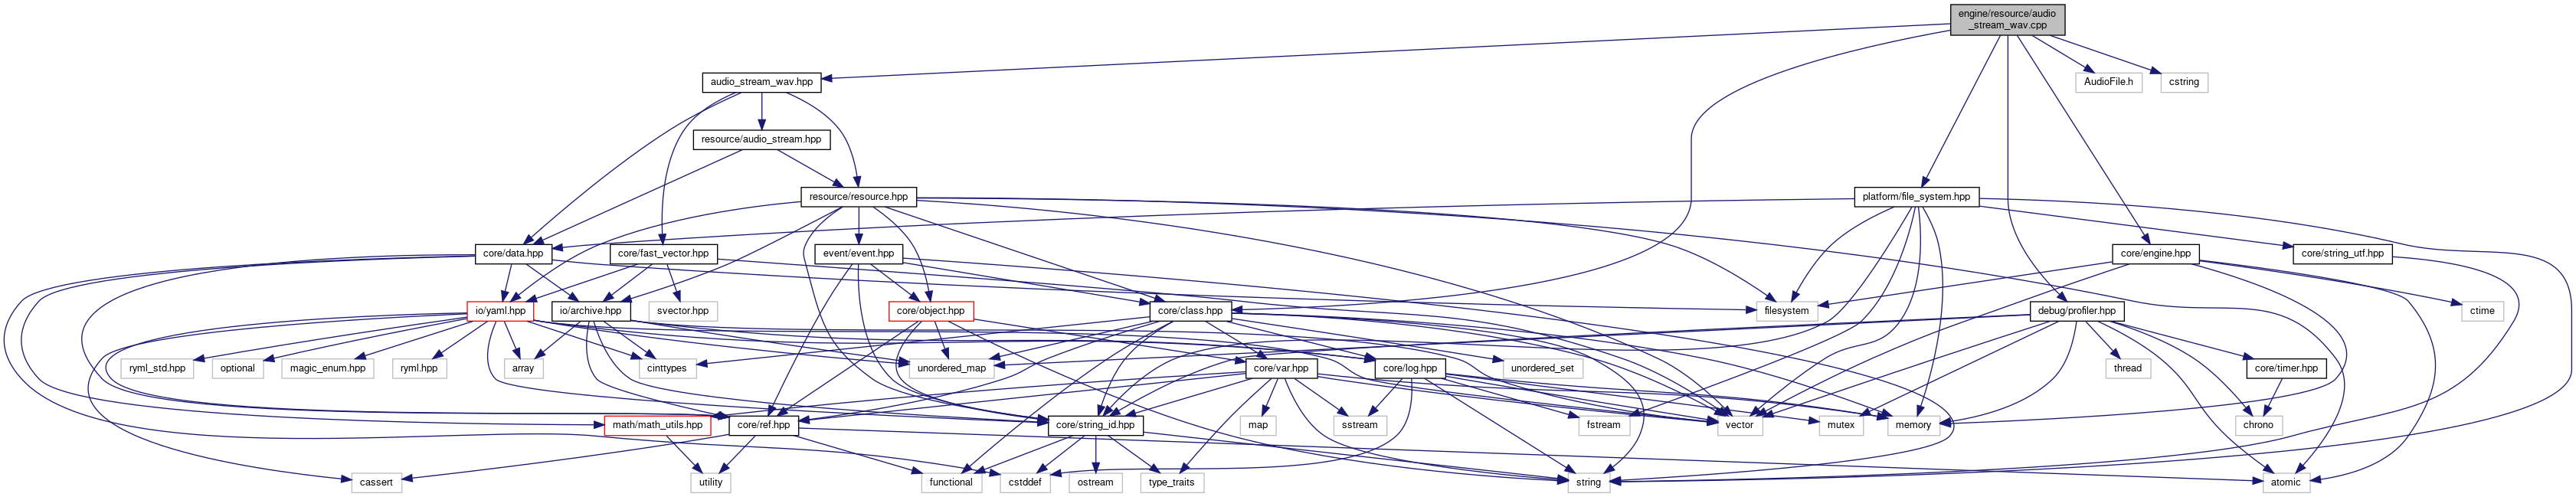 engine/resource/audio
_stream_wav.cpp
audio_stream_wav.hpp
AudioFile.h
cstring
resource/audio_stream.hpp
resource/resource.hpp
platform/file_system.hpp
core/data.hpp
core/fast_vector.hpp
event/event.hpp
core/engine.hpp
core/string_utf.hpp
io/yaml.hpp
io/archive.hpp
svector.hpp
core/object.hpp
core/class.hpp
filesystem
debug/profiler.hpp
ctime
ryml_std.hpp
optional
magic_enum.hpp
ryml.hpp
array
cinttypes
unordered_map
core/var.hpp
core/log.hpp
unordered_set
thread
core/timer.hpp
math/math_utils.hpp
core/ref.hpp
core/string_id.hpp
map
sstream
fstream
vector
mutex
memory
chrono
cassert
utility
functional
cstddef
ostream
type_traits
string
atomic